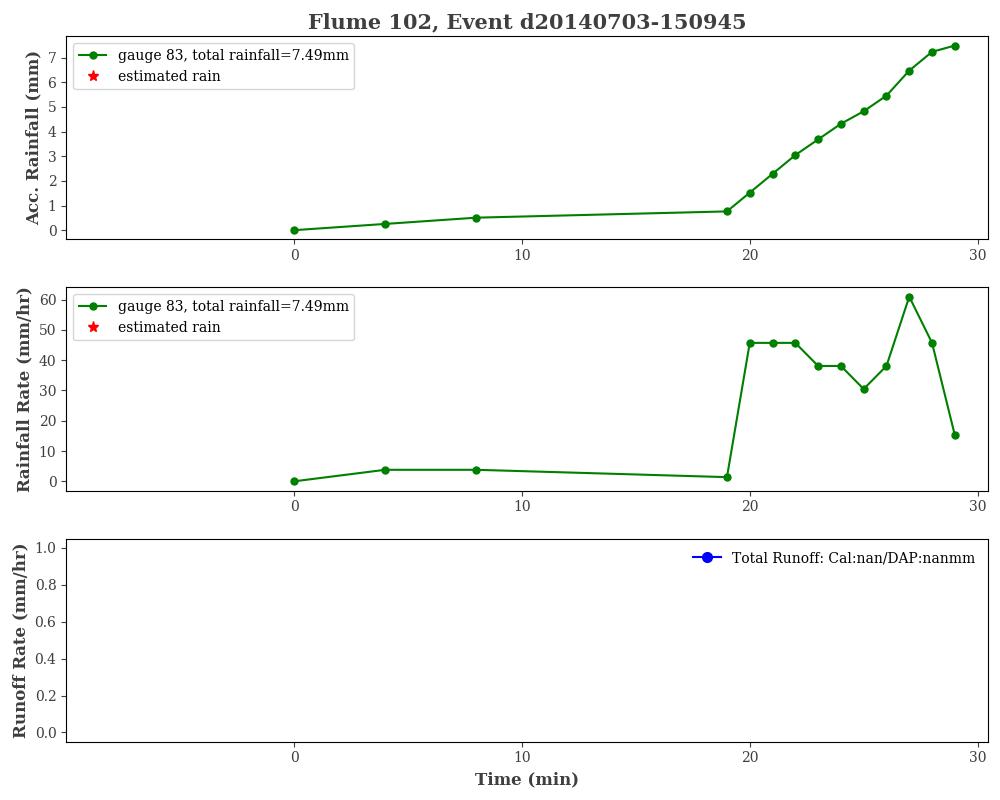 Flume 102, Event d20140703-150945
Acc. Rainfall (mm)
7
6
5
4
3
2
1
0
gauge 83, total rainfall=7.49mm
estimated rain
0 10 20 30
Rainfall Rate (mm/hr)
60
50
40
30
20
10
0
gauge 83, total rainfall=7.49mm
estimated rain
0 10 20 30
Runoff Rate (mm/hr)
1.0
0.8
0.6
0.4
0.2
0.0
Total Runoff: Cal:nan/DAP:nanmm
0 10 20 30
Time (min)